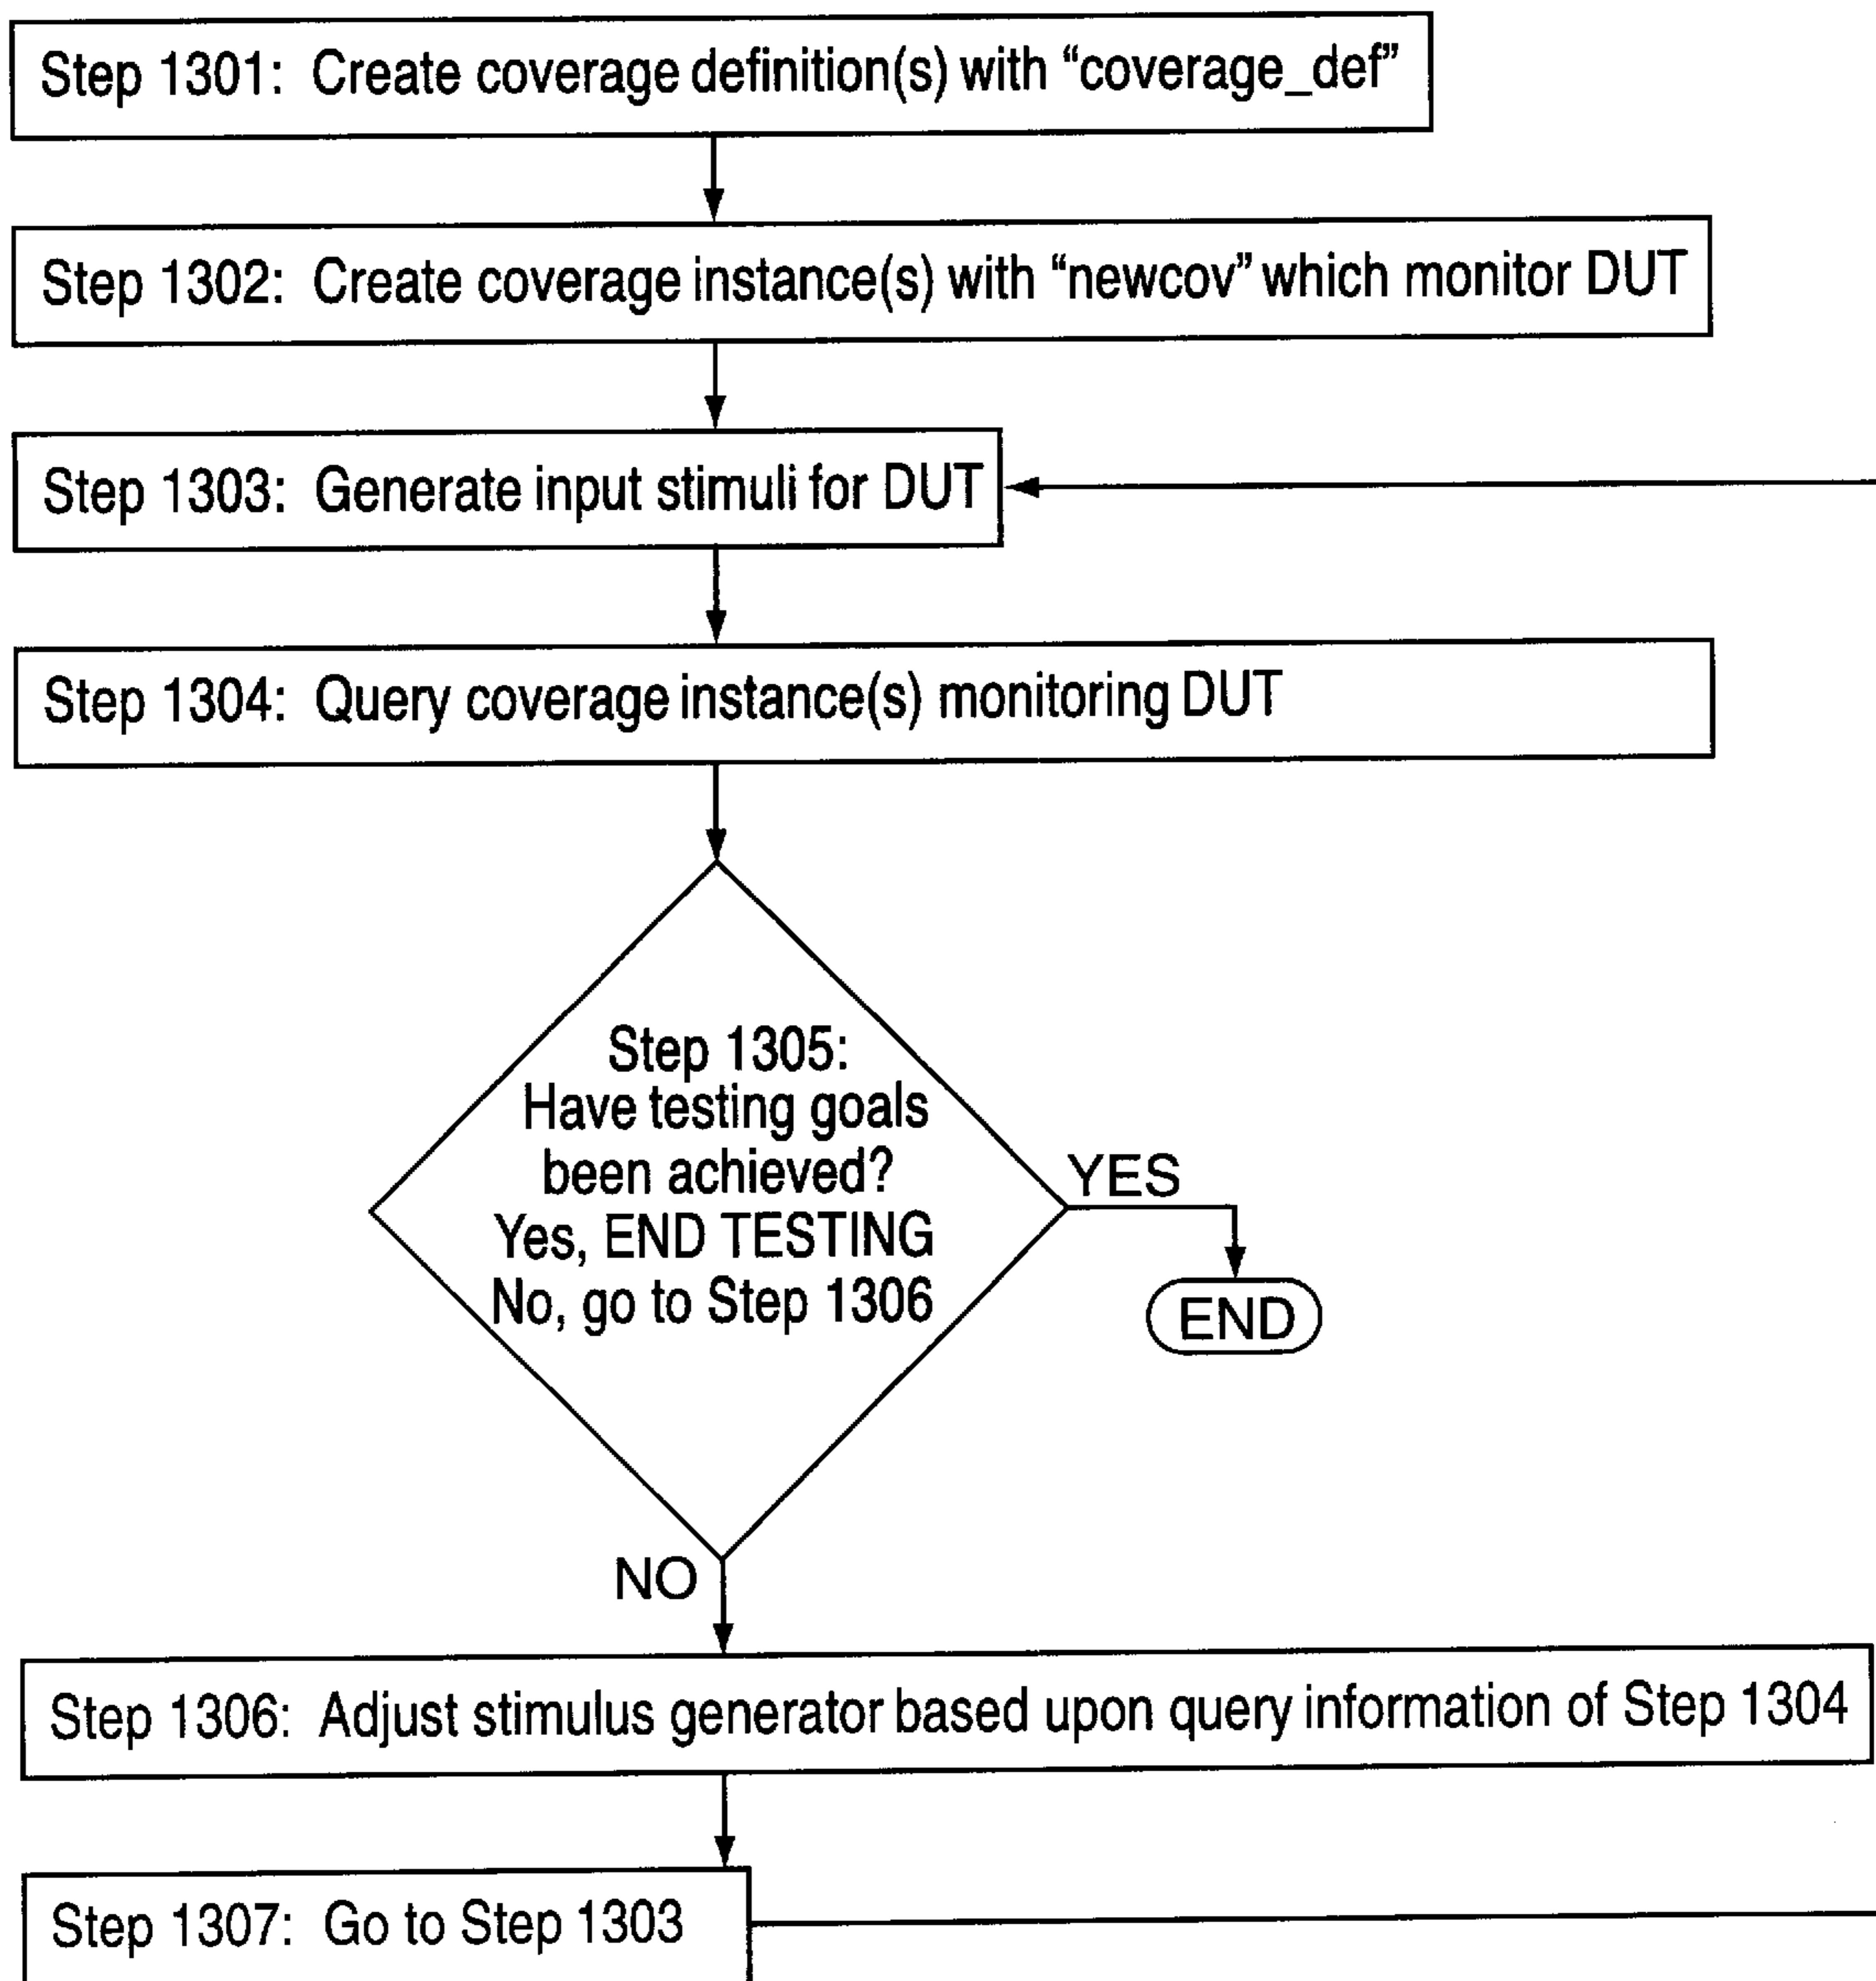 Step 1301: Create coverage definition(s) with “coverage_def”
Step 1302: Create coverage instance(s) with “newcov” which monitor DUT
Step 1303: Generate input stimuli for DUT
Step 1304: Query coverage instance(s) monitoring DUT
Step 1305:
Have testing goals
been achieved?
Yes, END TESTING
No, go to Step 1306
YES
END
NO
Step 1306: Adjust stimulus generator based upon query information of Step 1304
Step 1307: Go to Step 1303